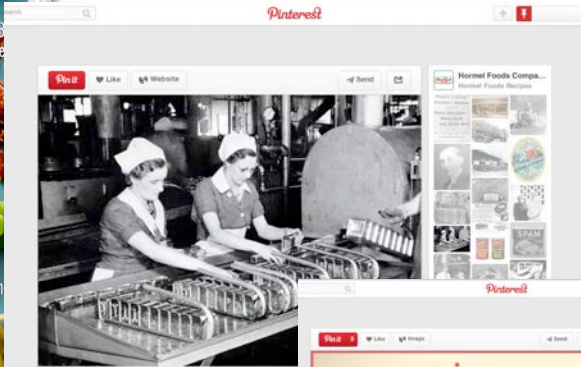 search
Pinterest
Pin it
Like
Website
Send
Hormel Foods Compa...
Hormel Foods Recipes
SPAM
Pinterest
Pin it 3
Like
Image
Send